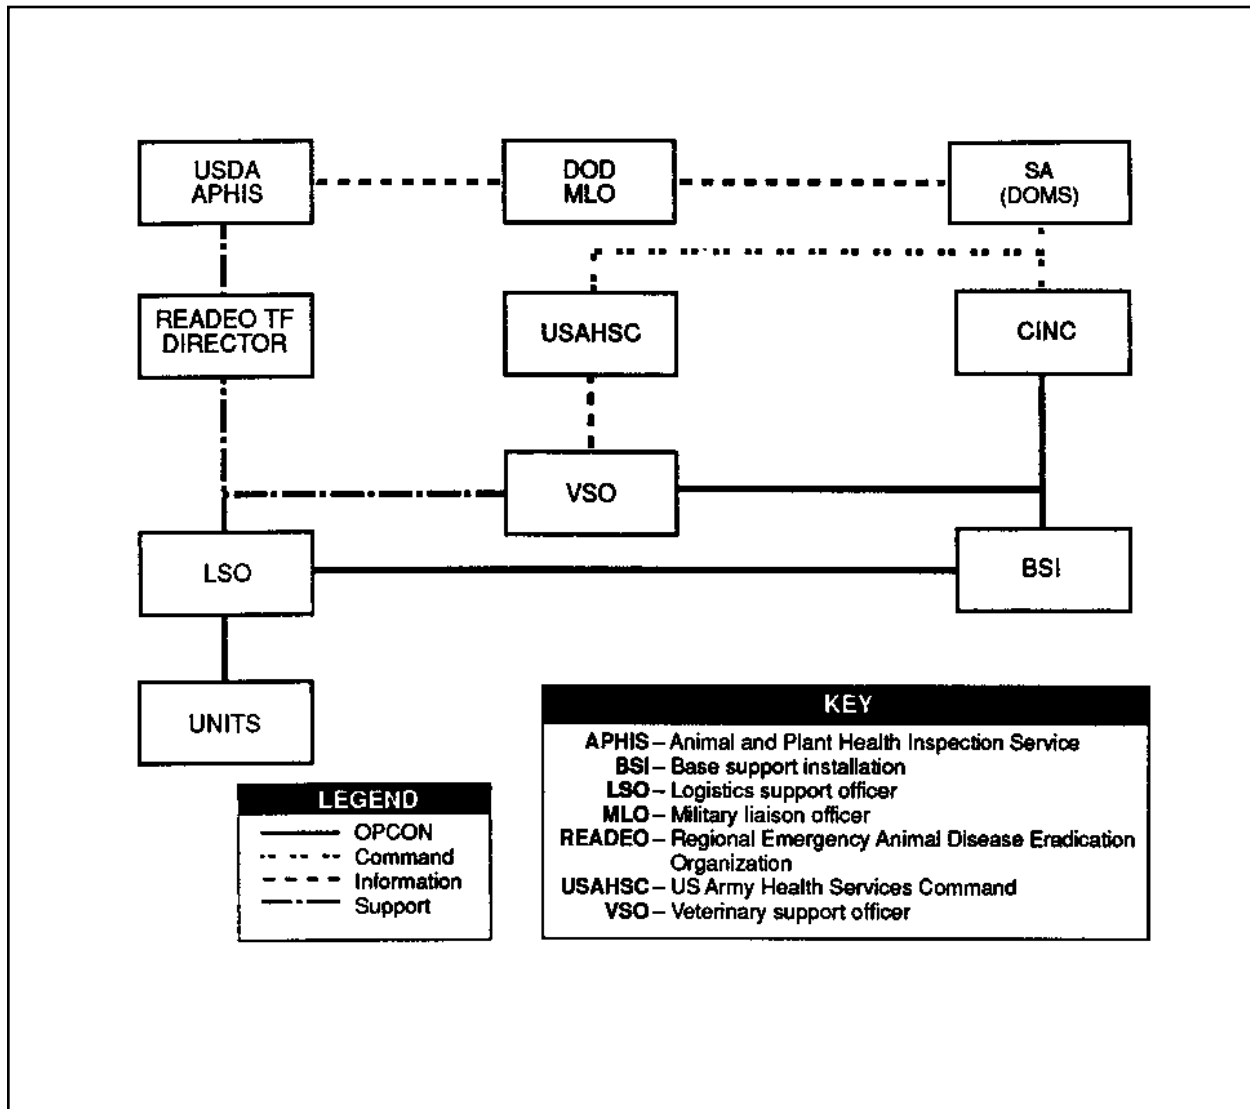 USDA
APHIS
DOD
MLO
SA
(DOMS)
READEO TF
DIRECTOR
USAHSC
CINC
VSO
LSO
BSI
UNITS
LEGEND
OPCON
Command
Information
Support
KEY
APHIS – Animal and Plant Health Inspection Service
BSI – Base support installation
LSO – Logistics support officer
MLO – Military liaison officer
READEO – Regional Emergency Animal Disease Eradication
Organization
USAHSC – US Army Health Services Command
VSO – Veterinary support officer